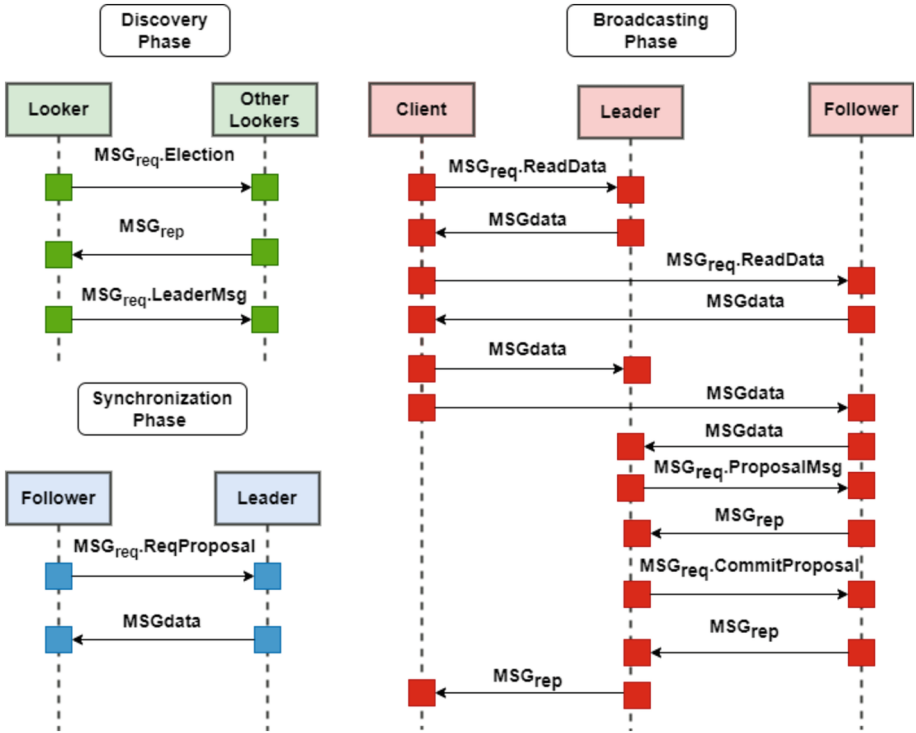 Discovery
Phase
Looker
Other
Lookers
MSGreq.Election
MSGrep
MSGreq.LeaderMsg
Synchronization
Phase
Follower
Leader
MSGreq.ReqProposal
MSGdata
Broadcasting
Phase
Client
Leader
Follower
MSGreq.ReadData
MSGdata
MSGreq.ReadData
MSGdata
MSGdata
MSGdata
MSGdata
MSGreq.ProposalMsg
MSGrep
MSGreq.CommitProposal
MSGrep
MSGrep